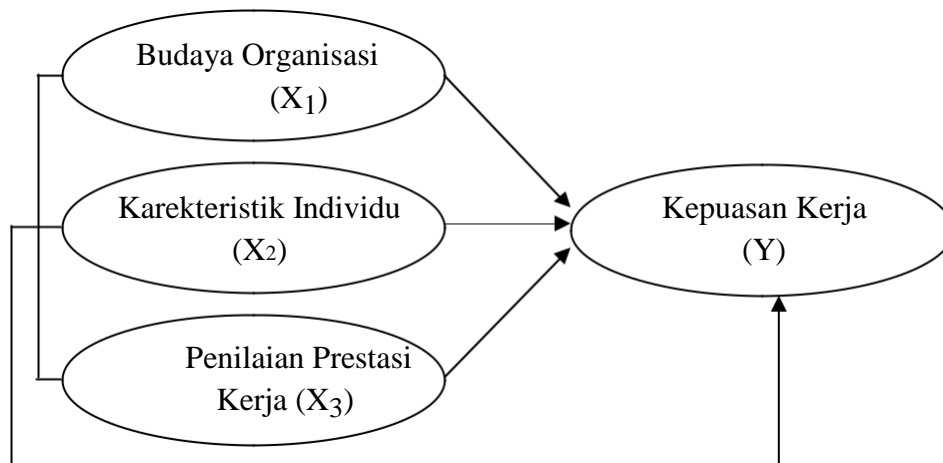 Budaya Organisasi
(X1)
Karekteristik Individu
(X2)
Penilaian Prestasi
Kerja (X3)
Kepuasan Kerja
(Y)